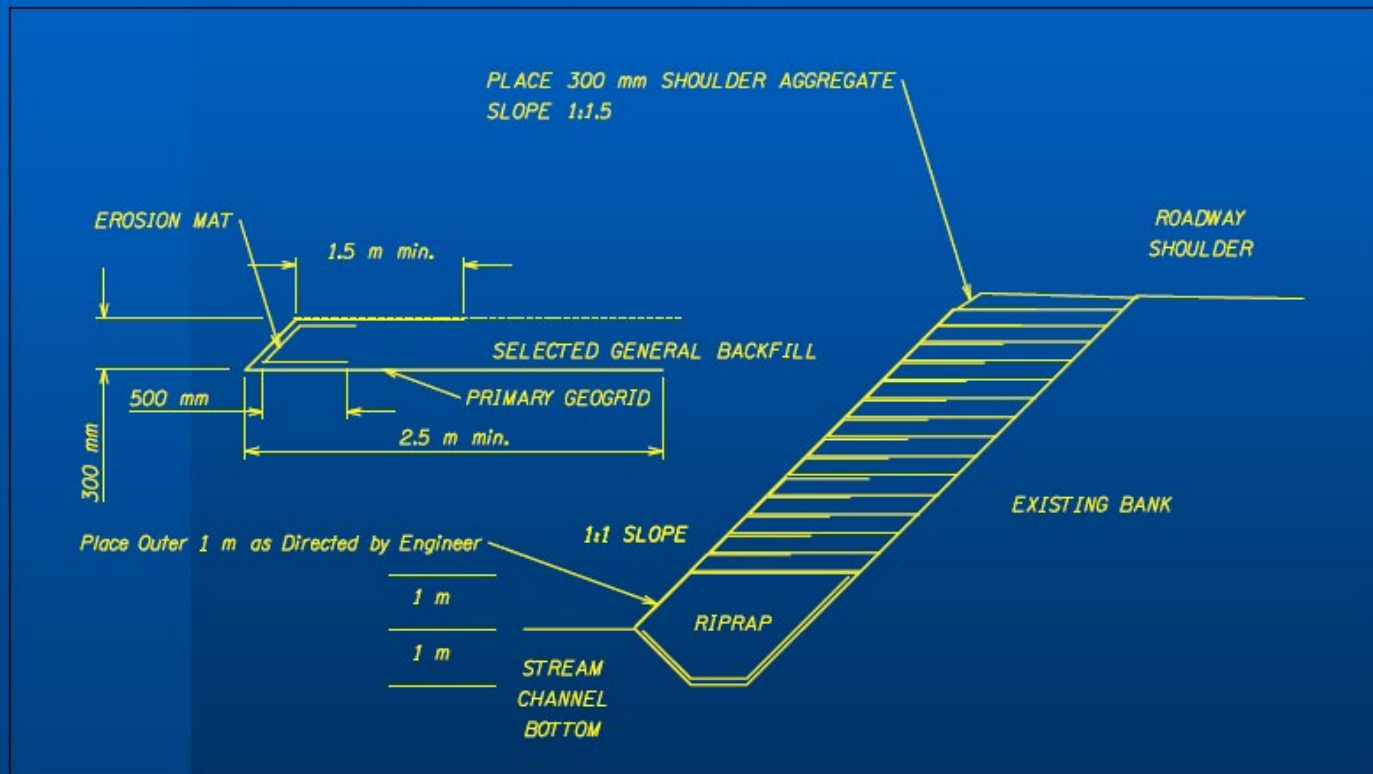 PLACE 300 mm SHOULDER AGGREGATE
SLOPE 1:1.5
EROSION MAT
ROADWAY
SHOULDER
1.5 m min.
SELECTED GENERAL BACKFILL
500 mm
PRIMARY GEOGRID
2.5 m min.
300 mm
EXISTING BANK
1:1 SLOPE
Place Outer 1 m as Directed by Engineer
1 m
RIPRAP
1 m
STREAM
CHANNEL
BOTTOM